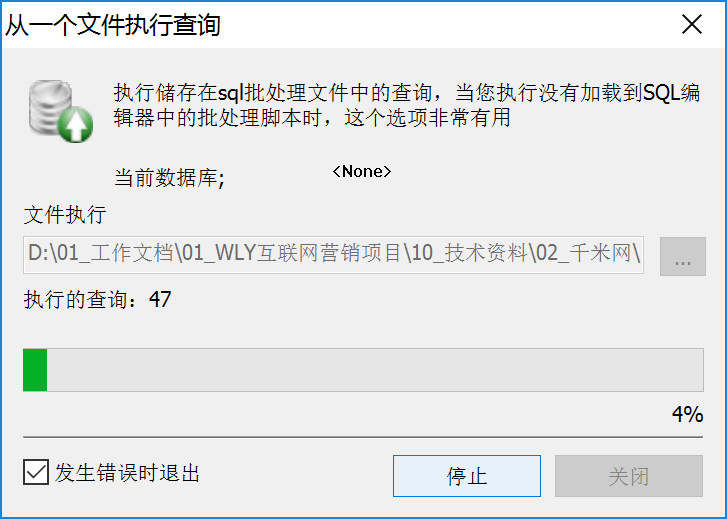 从一个文件执行查询
执行储存在sql批处理文件中的查询，当您执行没有加载到SQL编
辑器中的批处理脚本时，这个选项非常有用
当前数据库; <None>
文件执行
D:\01_工作文档\01_WLY互联网营销项目\10_技术资料\02_千米网\ ...
执行的查询：47
4%
发生错误时退出 停止 关闭